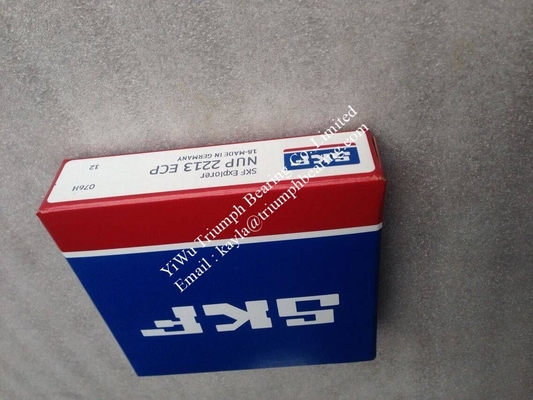 SKF
SKF Explorer
NUP 2213 ECP
18-MADE IN GERMANY
12
076H
SKF
YiWu Triumph Bearing Co., Limited
Email : kayla@triumphbearing.com